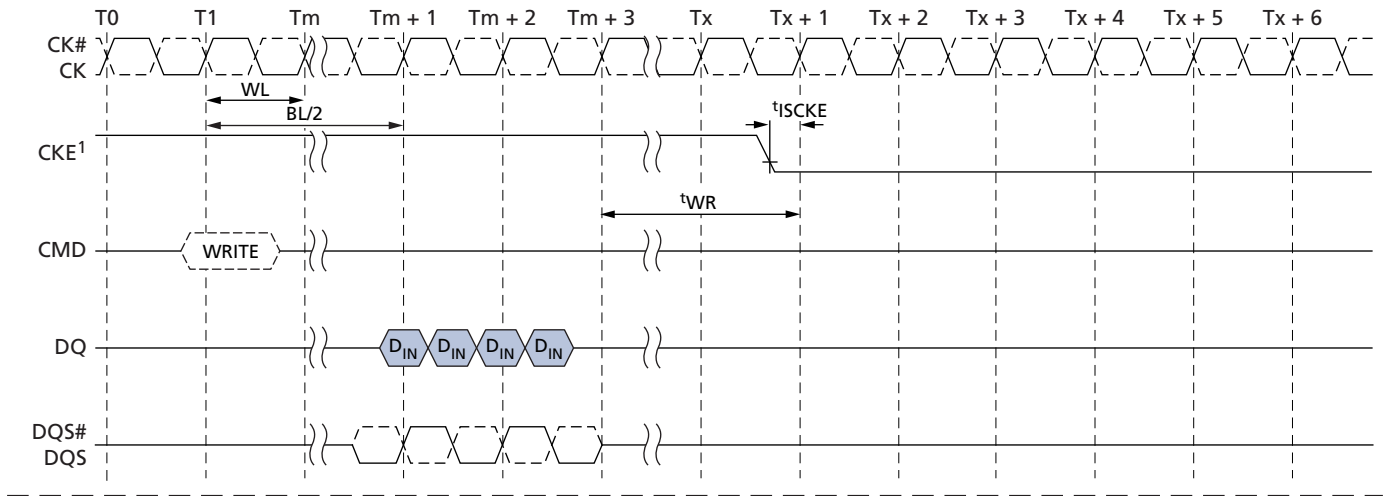 T0 T1 Tm Tm + 1 Tm + 2 Tm + 3 Tx Tx + 1 Tx + 2 Tx + 3 Tx + 4 Tx + 5 Tx + 6
CK#
CK
WL
BL/2
tISCKE
CKE1
tWR
CMD WRITE
DQ DIN DIN DIN DIN
DQS#
DQS